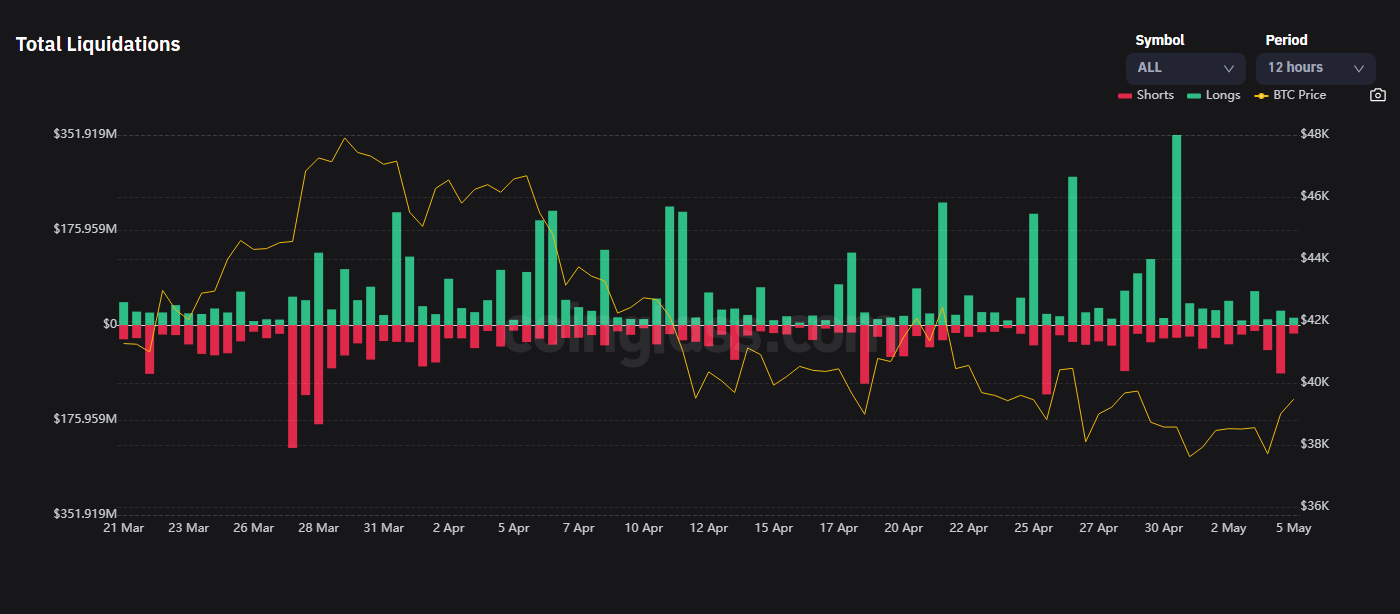 Total Liquidations
Symbol Period
ALL 12 hours
Shorts Longs BTC Price
$351.919M $48K
$46K
$175.959M
$44K
$0 $42K
coinglass.com
$40K
$175.959M
$38K
$36K
$351.919M
21 Mar 23 Mar 26 Mar 28 Mar 31 Mar 2 Apr 5 Apr 7 Apr 10 Apr 12 Apr 15 Apr 17 Apr 20 Apr 22 Apr 25 Apr 27 Apr 30 Apr 2 May 5 May